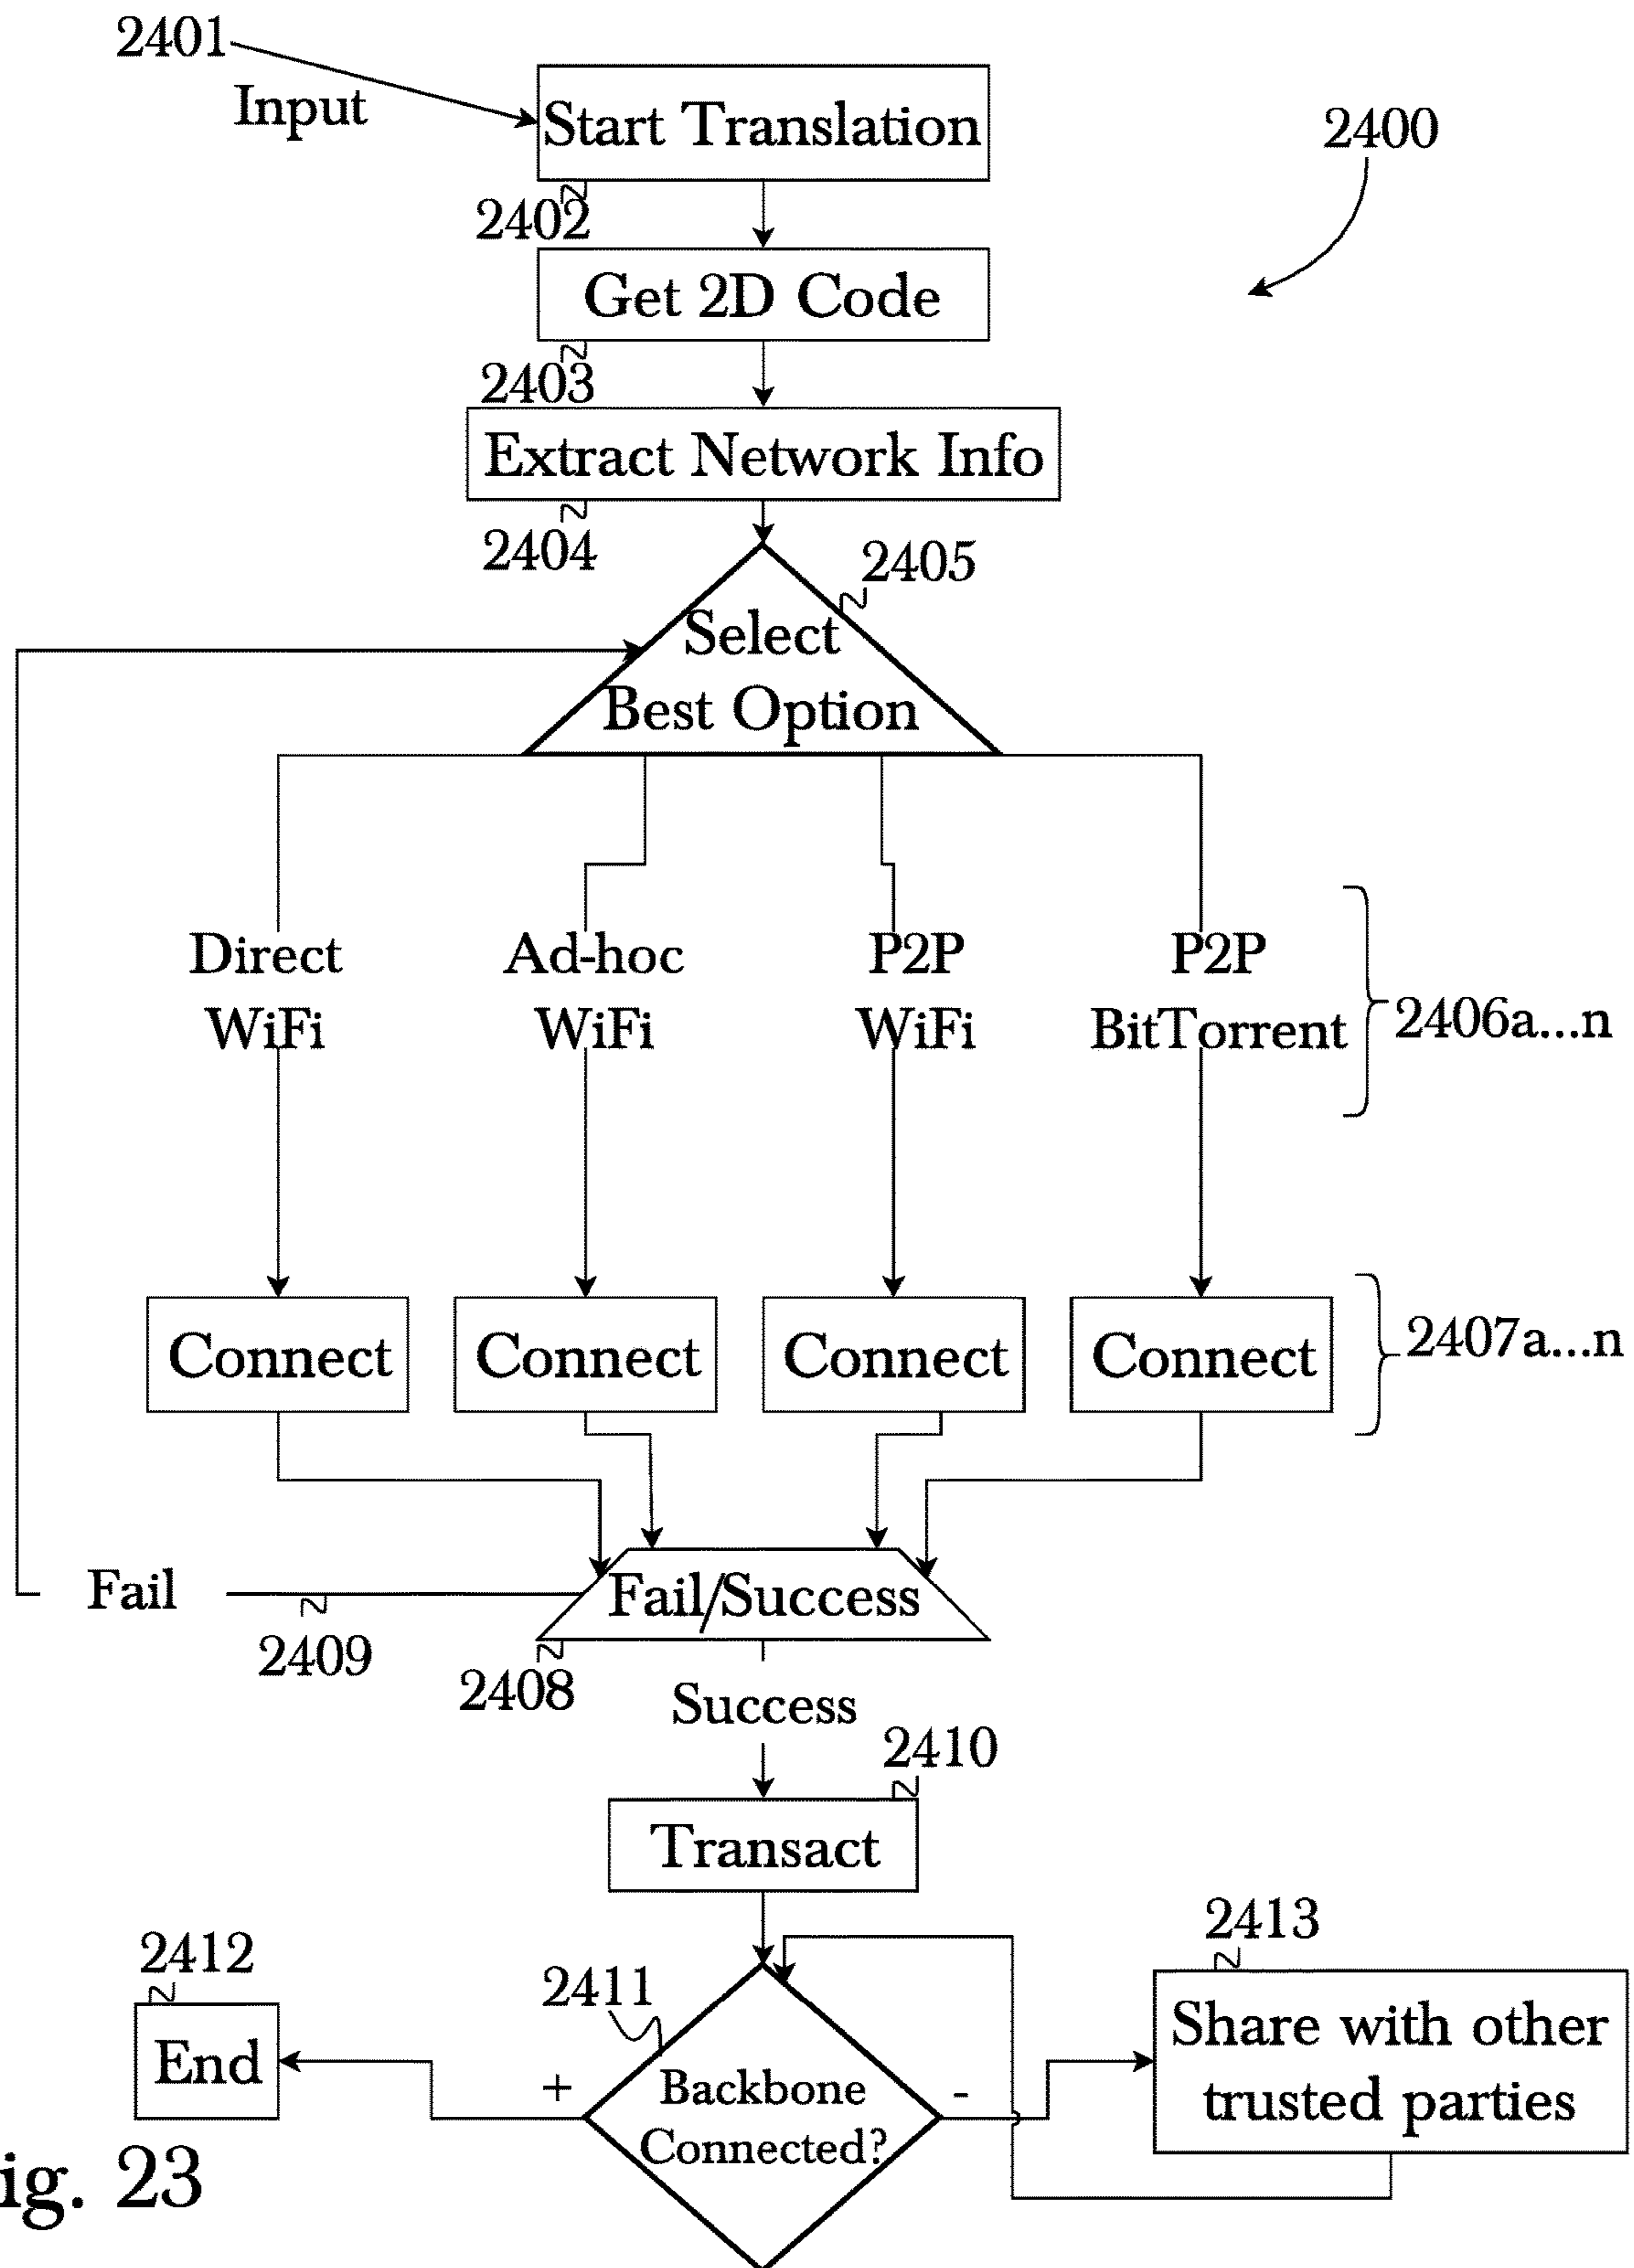 2401
Input
Start Translation
2400
2402
Get 2D Code
2403
Extract Network Info
2404
2405
Select
Best Option
Direct
WiFi
Ad-hoc
WiFi
P2P
WiFi
P2P
BitTorrent
2406a...n
Connect
Connect
Connect
Connect
2407a...n
Fail
Fail/Success
2409
2408
Success
2410
Transact
2412
2411
2413
End
+
Backbone
Connected?
-
Share with other
trusted parties
ig. 23